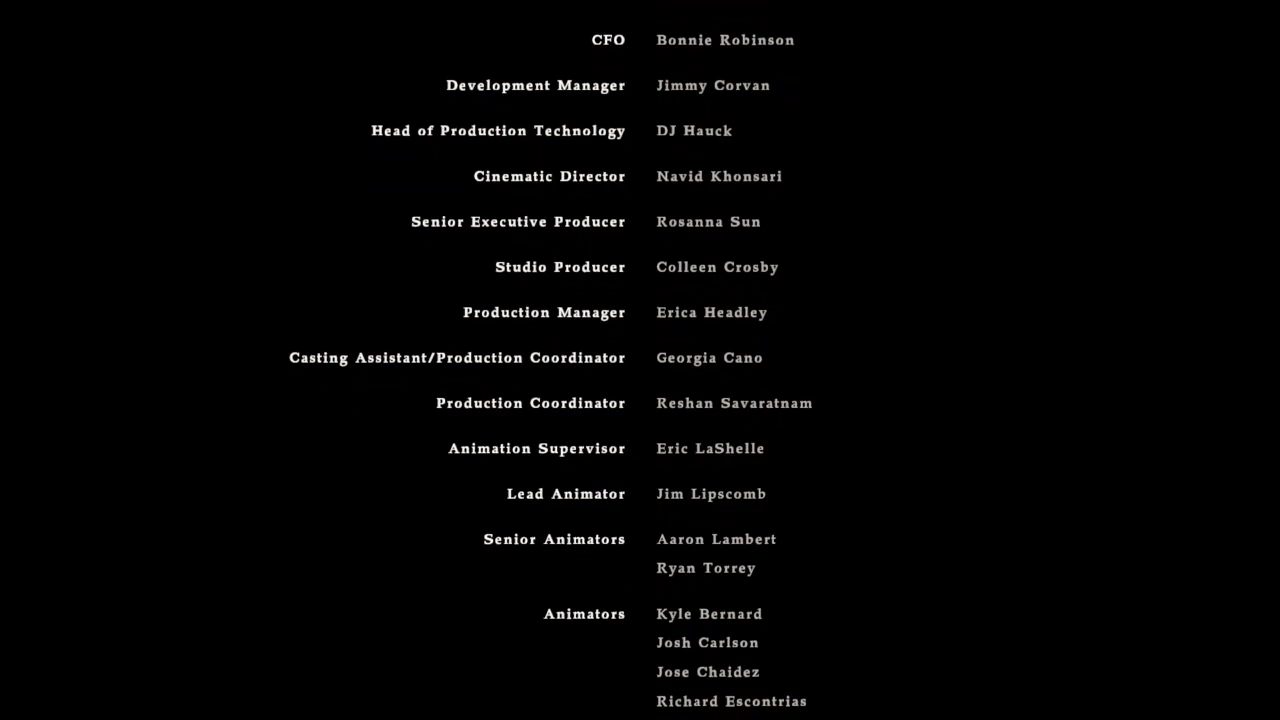 CFO Bonnie Robinson
Development Manager Jimmy Corvan
Head of Production Technology DJ Hauck
Cinematic Director Navid Khonsari
Senior Executive Producer Rosanna Sun
Studio Producer Colleen Crosby
Production Manager Erica Headley
Casting Assistant/Production Coordinator Georgia Cano
Production Coordinator Reshan Savaratnam
Animation Supervisor Eric LaShelle
Lead Animator Jim Lipscomb
Senior Animators Aaron Lambert
Ryan Torrey
Animators Kyle Bernard
Josh Carlson
Jose Chaidez
Richard Escontrias